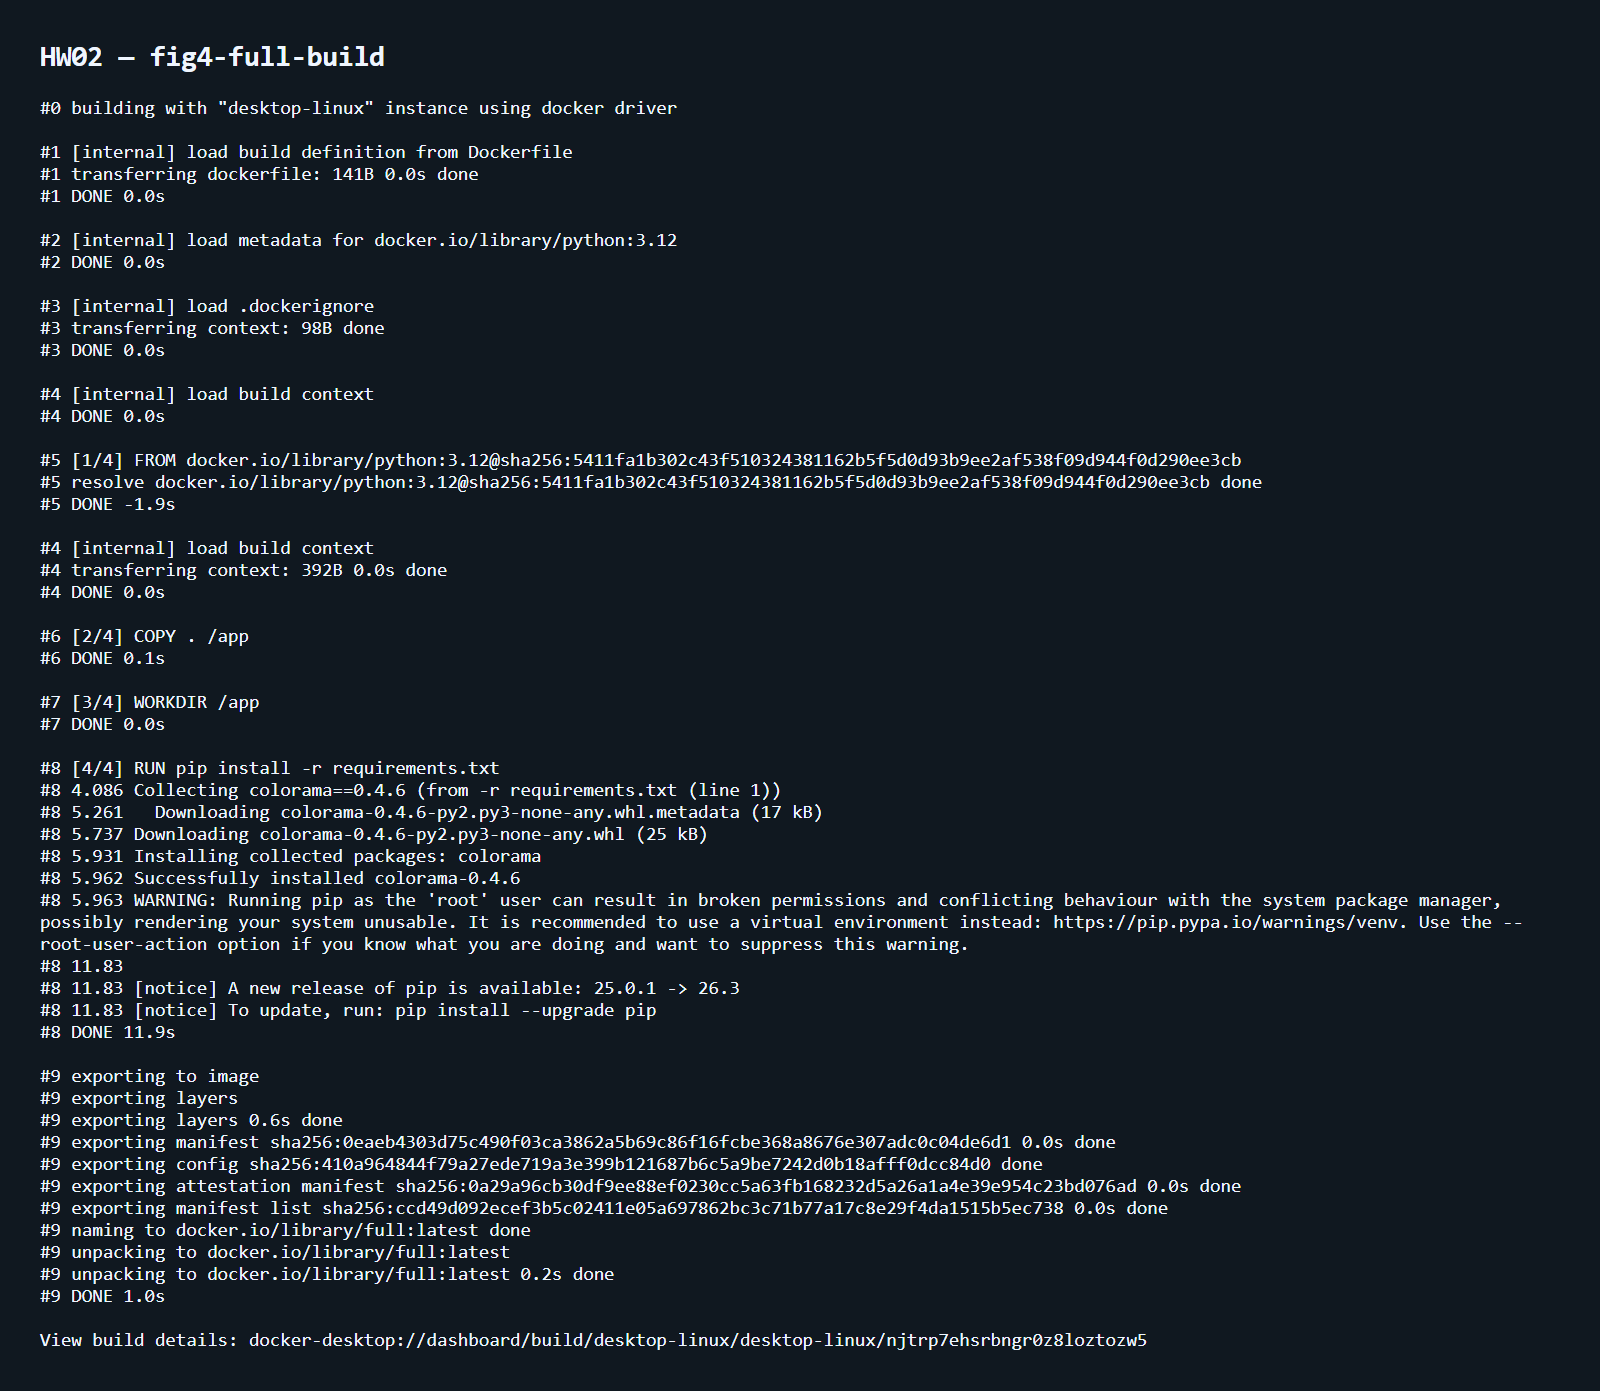 HW02 — fig4-full-build
#0 building with "desktop-linux" instance using docker driver
#1 [internal] load build definition from Dockerfile
#1 transferring dockerfile: 141B 0.0s done
#1 DONE 0.0s
#2 [internal] load metadata for docker.io/library/python:3.12
#2 DONE 0.0s
#3 [internal] load .dockerignore
#3 transferring context: 98B done
#3 DONE 0.0s
#4 [internal] load build context
#4 DONE 0.0s
#5 [1/4] FROM docker.io/library/python:3.12@sha256:5411fa1b302c43f510324381162b5f5d0d93b9ee2af538f09d944f0d290ee3cb
#5 resolve docker.io/library/python:3.12@sha256:5411fa1b302c43f510324381162b5f5d0d93b9ee2af538f09d944f0d290ee3cb done
#5 DONE -1.9s
#4 [internal] load build context
#4 transferring context: 392B 0.0s done
#4 DONE 0.0s
#6 [2/4] COPY . /app
#6 DONE 0.1s
#7 [3/4] WORKDIR /app
#7 DONE 0.0s
#8 [4/4] RUN pip install -r requirements.txt
#8 4.086 Collecting colorama==0.4.6 (from -r requirements.txt (line 1))
#8 5.261   Downloading colorama-0.4.6-py2.py3-none-any.whl.metadata (17 kB)
#8 5.737 Downloading colorama-0.4.6-py2.py3-none-any.whl (25 kB)
#8 5.931 Installing collected packages: colorama
#8 5.962 Successfully installed colorama-0.4.6
#8 5.963 WARNING: Running pip as the 'root' user can result in broken permissions and conflicting behaviour with the system package manager,
possibly rendering your system unusable. It is recommended to use a virtual environment instead: https://pip.pypa.io/warnings/venv. Use the --
root-user-action option if you know what you are doing and want to suppress this warning.
#8 11.83
#8 11.83 [notice] A new release of pip is available: 25.0.1 -> 26.3
#8 11.83 [notice] To update, run: pip install --upgrade pip
#8 DONE 11.9s
#9 exporting to image
#9 exporting layers
#9 exporting layers 0.6s done
#9 exporting manifest sha256:0eaeb4303d75c490f03ca3862a5b69c86f16fcbe368a8676e307adc0c04de6d1 0.0s done
#9 exporting config sha256:410a964844f79a27ede719a3e399b121687b6c5a9be7242d0b18afff0dcc84d0 done
#9 exporting attestation manifest sha256:0a29a96cb30df9ee88ef0230cc5a63fb168232d5a26a1a4e39e954c23bd076ad 0.0s done
#9 exporting manifest list sha256:ccd49d092ecef3b5c02411e05a697862bc3c71b77a17c8e29f4da1515b5ec738 0.0s done
#9 naming to docker.io/library/full:latest done
#9 unpacking to docker.io/library/full:latest
#9 unpacking to docker.io/library/full:latest 0.2s done
#9 DONE 1.0s
View build details: docker-desktop://dashboard/build/desktop-linux/desktop-linux/njtrp7ehsrbngr0z8loztozw5